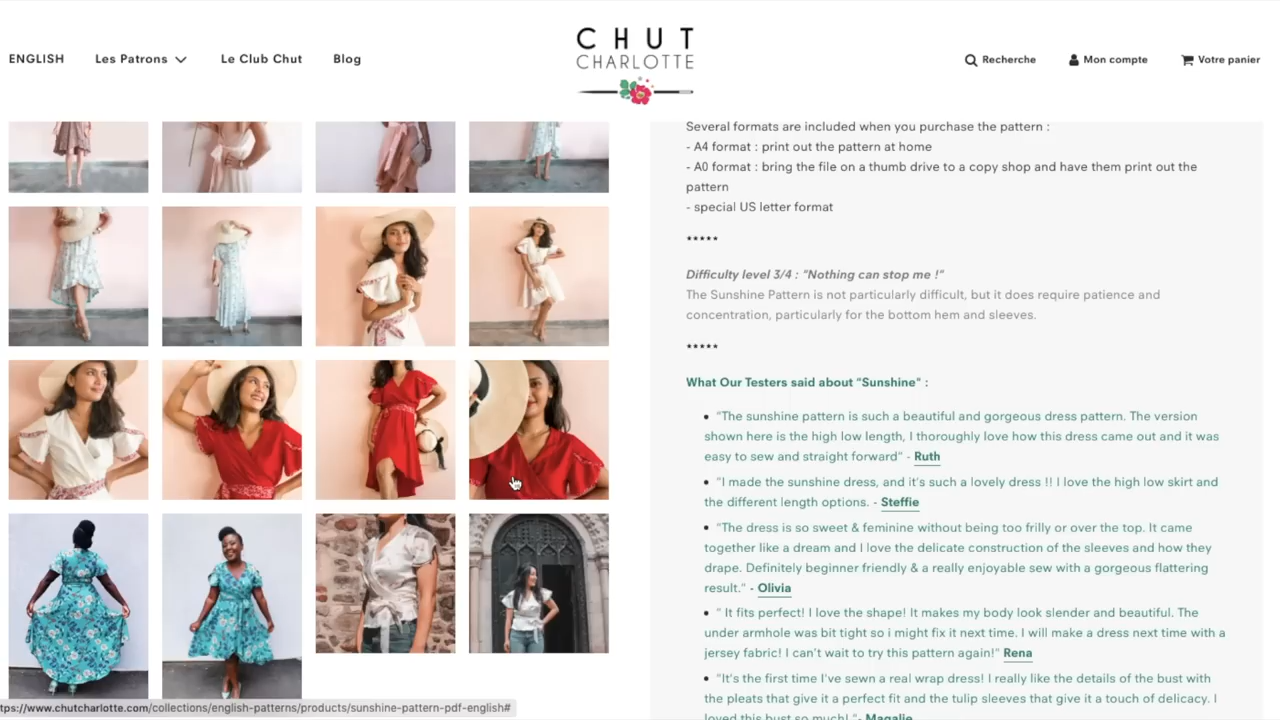 ENGLISH
Les Patrons
Le Club Chut
Blog
CHUT
CHARLOTTE
Recherche
Mon compte
Votre panier
Several formats are included when you purchase the pattern :
- A4 format : print out the pattern at home
- A0 format : bring the file on a thumb drive to a copy shop and have them print out the
pattern
- special US letter format
*****
Difficulty level 3/4 : "Nothing can stop me !"
The Sunshine Pattern is not particularly difficult, but it does require patience and
concentration, particularly for the bottom hem and sleeves.
*****
What Our Testers said about "Sunshine" :
• "The sunshine pattern is such a beautiful and gorgeous dress pattern. The version
shown here is the high low length, I thoroughly love how this dress came out and it was
easy to sew and straight forward" - Ruth
• "I made the sunshine dress, and it's such a lovely dress !! I love the high low skirt and
the different length options. - Steffie
• "The dress is so sweet & feminine without being too frilly or over the top. It came
together like a dream and I love the delicate construction of the sleeves and how they
drape. Definitely beginner friendly & a really enjoyable sew with a gorgeous flattering
result." - Olivia
• " It fits perfect! I love the shape! It makes my body look slender and beautiful. The
under armhole was bit tight so i might fix it next time. I will make a dress next time with a
jersey fabric! I can't wait to try this pattern again!" Rena
• "It's the first time I've sewn a real wrap dress! I really like the details of the bust with
the pleats that give it a perfect fit and the tulip sleeves that give it a touch of delicacy. I
loved this bust so much! "- Magalie
tps://www.chutcharlotte.com/collections/english-patterns/products/sunshine-pattern-pdf-english#